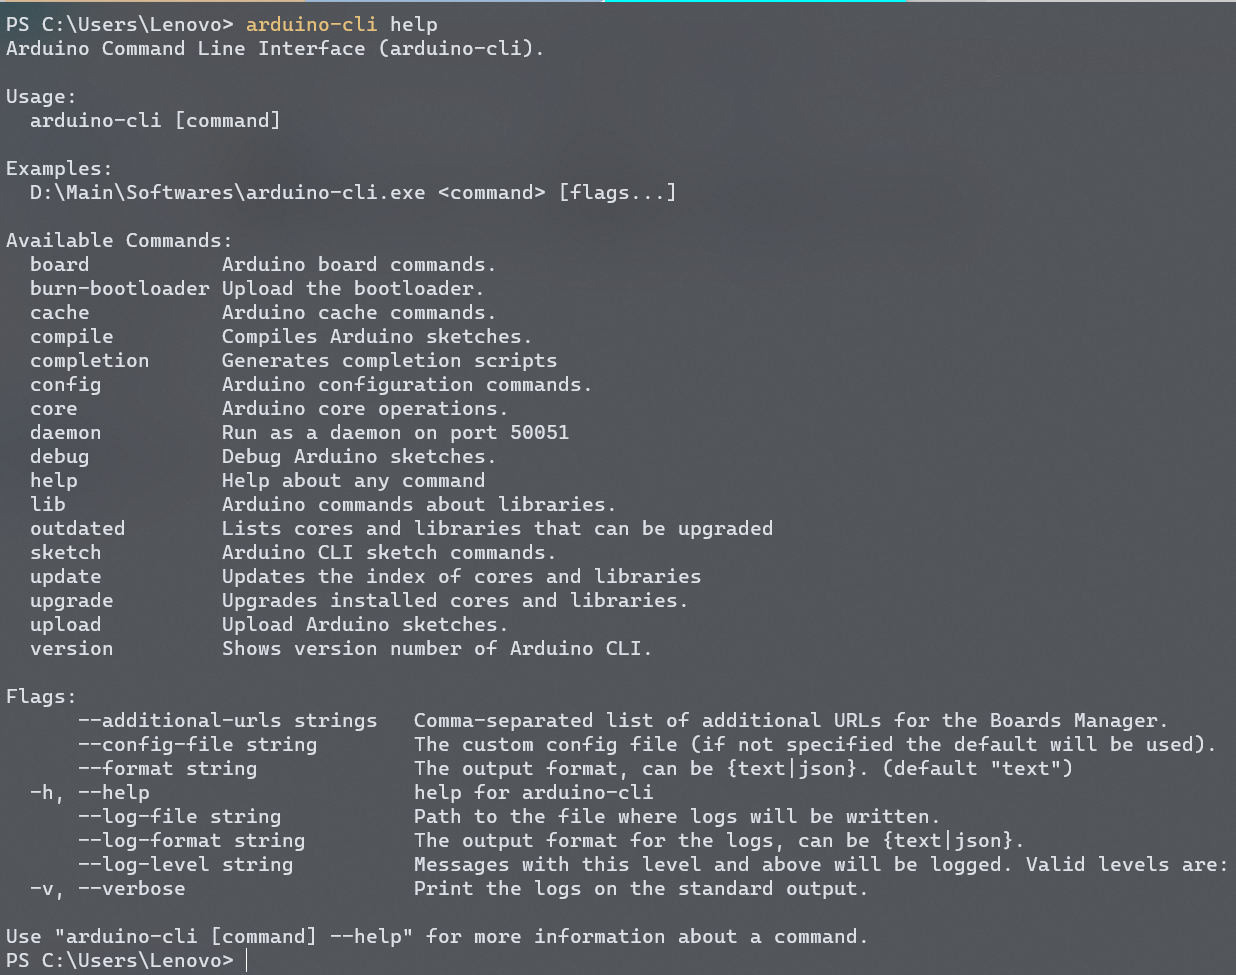 PS C:\Users\Lenovo> arduino-cli help
Arduino Command Line Interface (arduino-cli).

Usage:
  arduino-cli [command]

Examples:
  D:\Main\Softwares\arduino-cli.exe <command> [flags...]

Available Commands:
  board           Arduino board commands.
  burn-bootloader Upload the bootloader.
  cache           Arduino cache commands.
  compile         Compiles Arduino sketches.
  completion      Generates completion scripts
  config          Arduino configuration commands.
  core            Arduino core operations.
  daemon          Run as a daemon on port 50051
  debug           Debug Arduino sketches.
  help            Help about any command
  lib             Arduino commands about libraries.
  outdated        Lists cores and libraries that can be upgraded
  sketch          Arduino CLI sketch commands.
  update          Updates the index of cores and libraries
  upgrade         Upgrades installed cores and libraries.
  upload          Upload Arduino sketches.
  version         Shows version number of Arduino CLI.

Flags:
      --additional-urls strings   Comma-separated list of additional URLs for the Boards Manager.
      --config-file string        The custom config file (if not specified the default will be used).
      --format string             The output format, can be {text|json}. (default "text")
  -h, --help                      help for arduino-cli
      --log-file string           Path to the file where logs will be written.
      --log-format string         The output format for the logs, can be {text|json}.
      --log-level string          Messages with this level and above will be logged. Valid levels are:
  -v, --verbose                   Print the logs on the standard output.

Use "arduino-cli [command] --help" for more information about a command.
PS C:\Users\Lenovo>